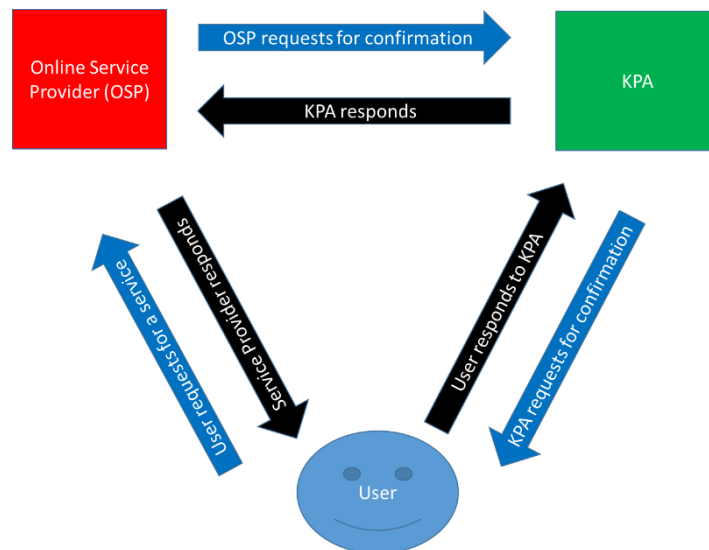 OSP requests for confirmation
Online Service
Provider (OSP)
KPA
KPA responds
User requests for a service
Service Provider responds
User responds to KPA
KPA requests for confirmation
User